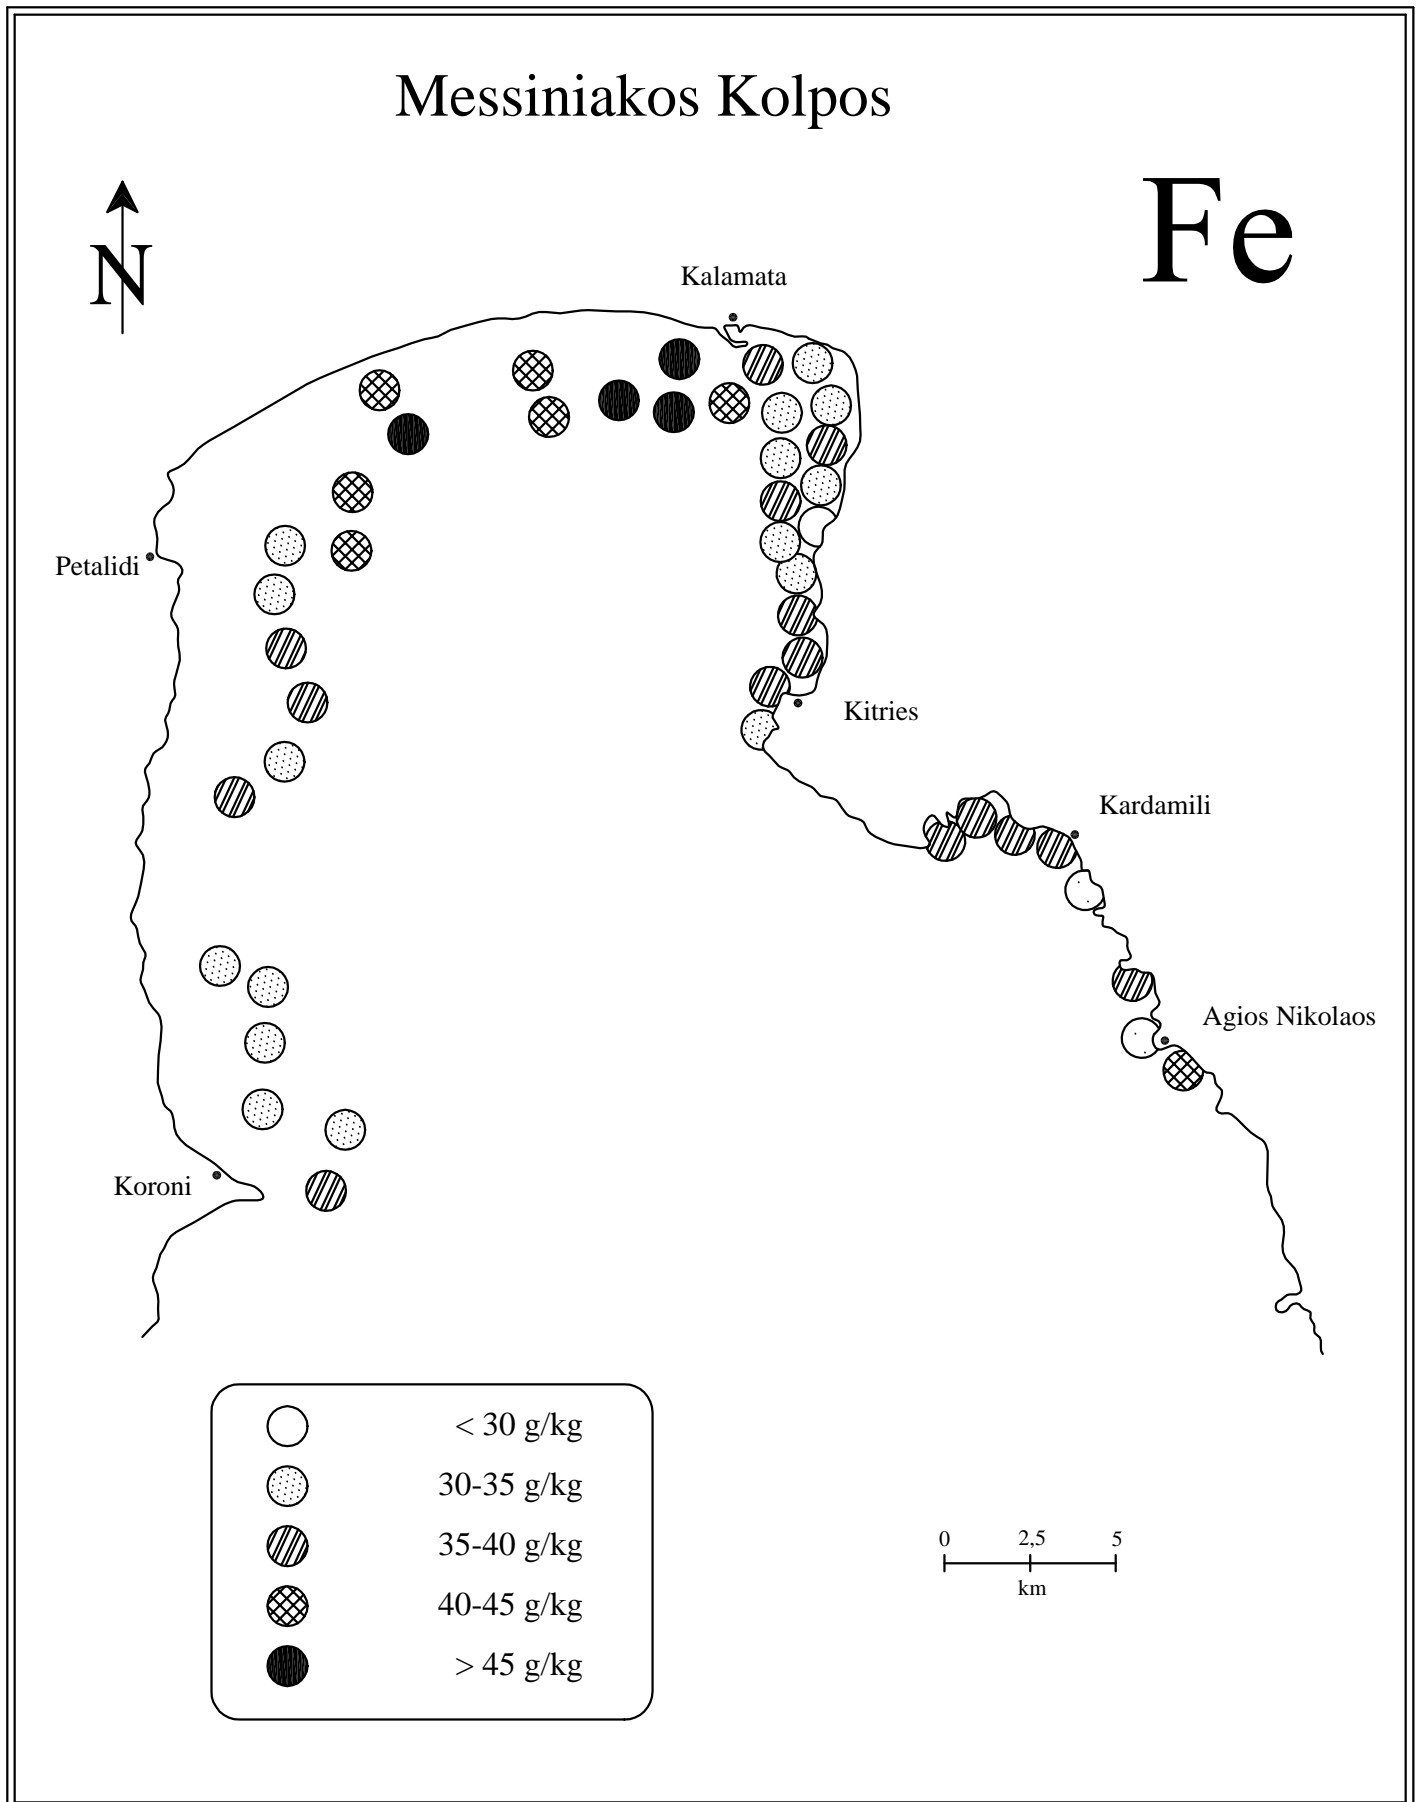 Messiniakos Kolpos
Fe
N
Kalamata
Petalidi
Kitries
Kardamili
Agios Nikolaos
Koroni
< 30 g/kg
30-35 g/kg
35-40 g/kg
40-45 g/kg
> 45 g/kg
0 2,5 5
km